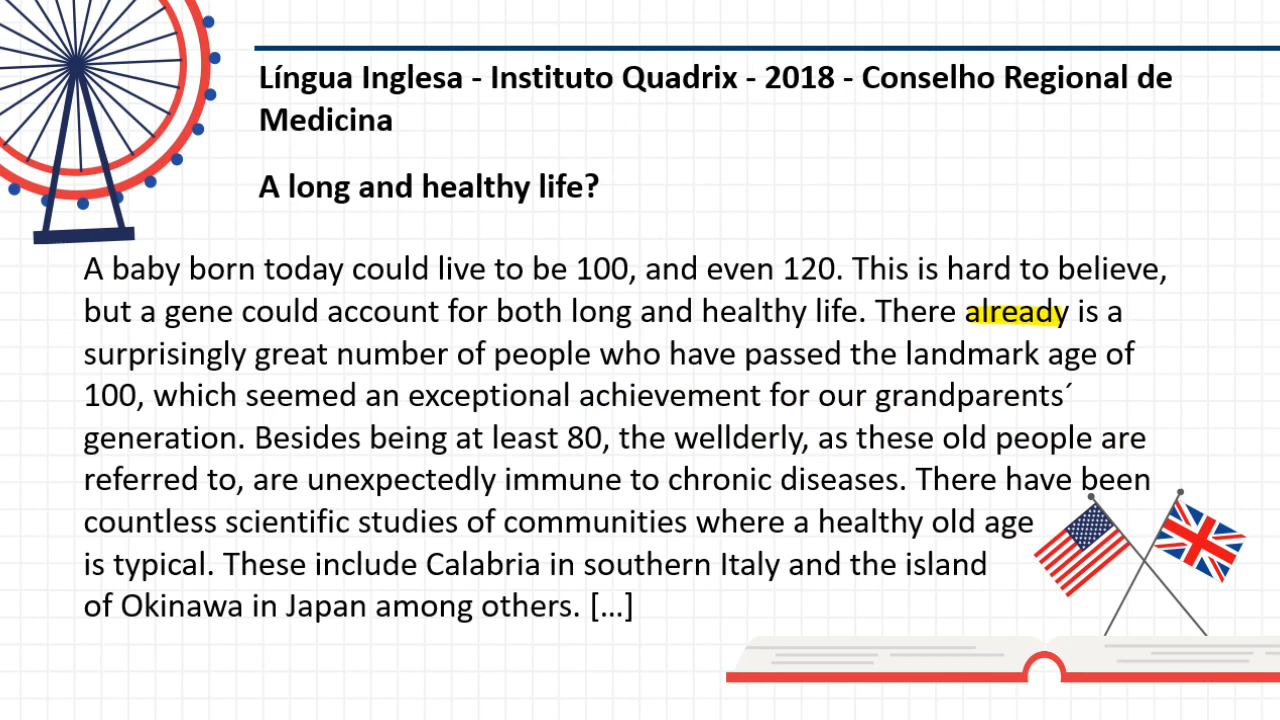 Língua Inglesa - Instituto Quadrix - 2018 - Conselho Regional de
Medicina
A long and healthy life?
A baby born today could live to be 100, and even 120. This is hard to believe,
but a gene could account for both long and healthy life. There already is a
surprisingly great number of people who have passed the landmark age of
100, which seemed an exceptional achievement for our grandparents´
generation. Besides being at least 80, the wellderly, as these old people are
referred to, are unexpectedly immune to chronic diseases. There have been
countless scientific studies of communities where a healthy old age
is typical. These include Calabria in southern Italy and the island
of Okinawa in Japan among others. [...]